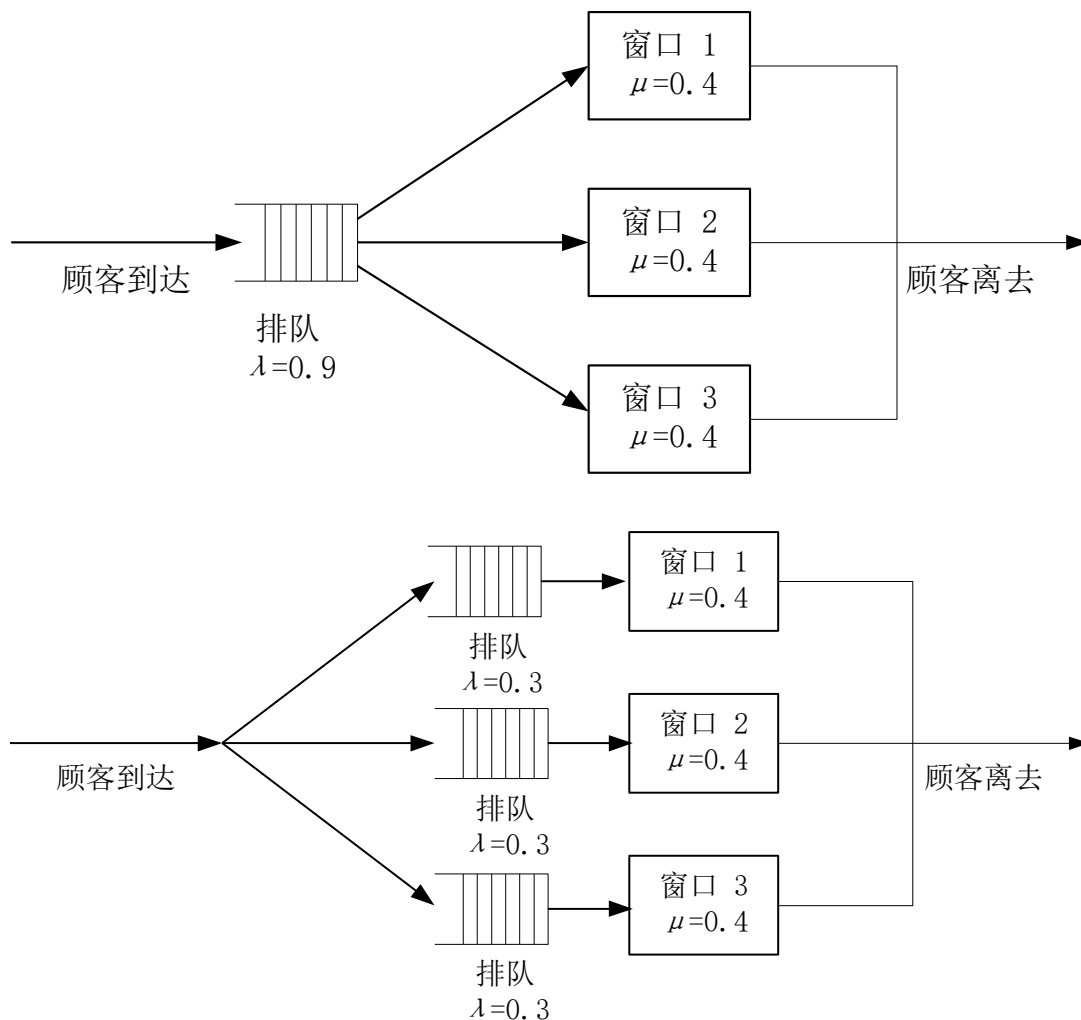 窗口 1
μ=0.4
窗口 2
μ=0.4
顾客到达
顾客离去
排队
λ=0.9
窗口 3
μ=0.4
窗口 1
μ=0.4
排队
λ=0.3
窗口 2
μ=0.4
顾客到达
顾客离去
排队
λ=0.3
窗口 3
μ=0.4
排队
λ=0.3